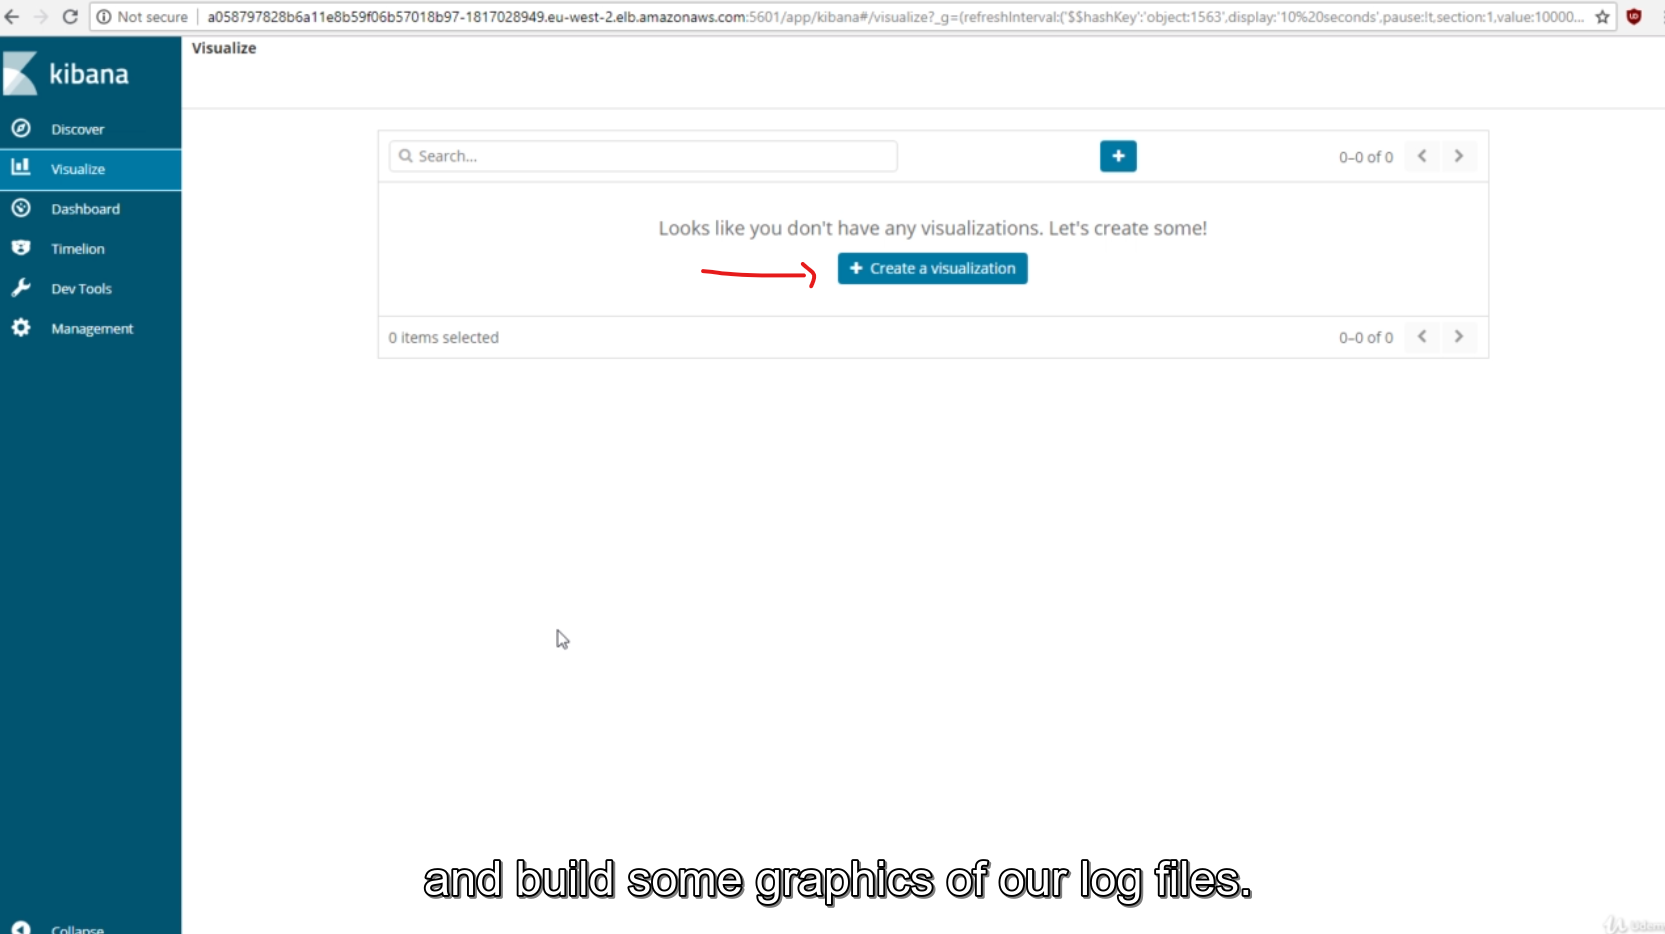 Not secure | a058797828b6a11e8b59f06b57018b97-1817028949.eu-west-2.elb.amazonaws.com:5601/app/kibana#/visualize?_g=(refreshInterval:('$$hashKey':'object:1563',display:'10%20seconds',pause:!t,section:1,value:10000...
kibana
Visualize
Discover
Visualize
Dashboard
Timelion
Dev Tools
Management
Collapse
Search...
+
0–0 of 0
Looks like you don't have any visualizations. Let's create some!
+ Create a visualization
0 items selected
0–0 of 0
and build some graphics of our log files.